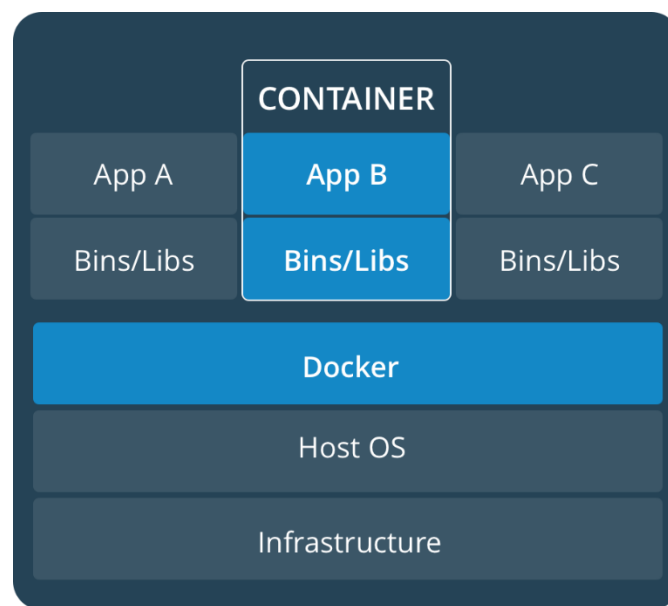 CONTAINER
App A
App B
App C
Bins/Libs
Bins/Libs
Bins/Libs
Docker
Host OS
Infrastructure